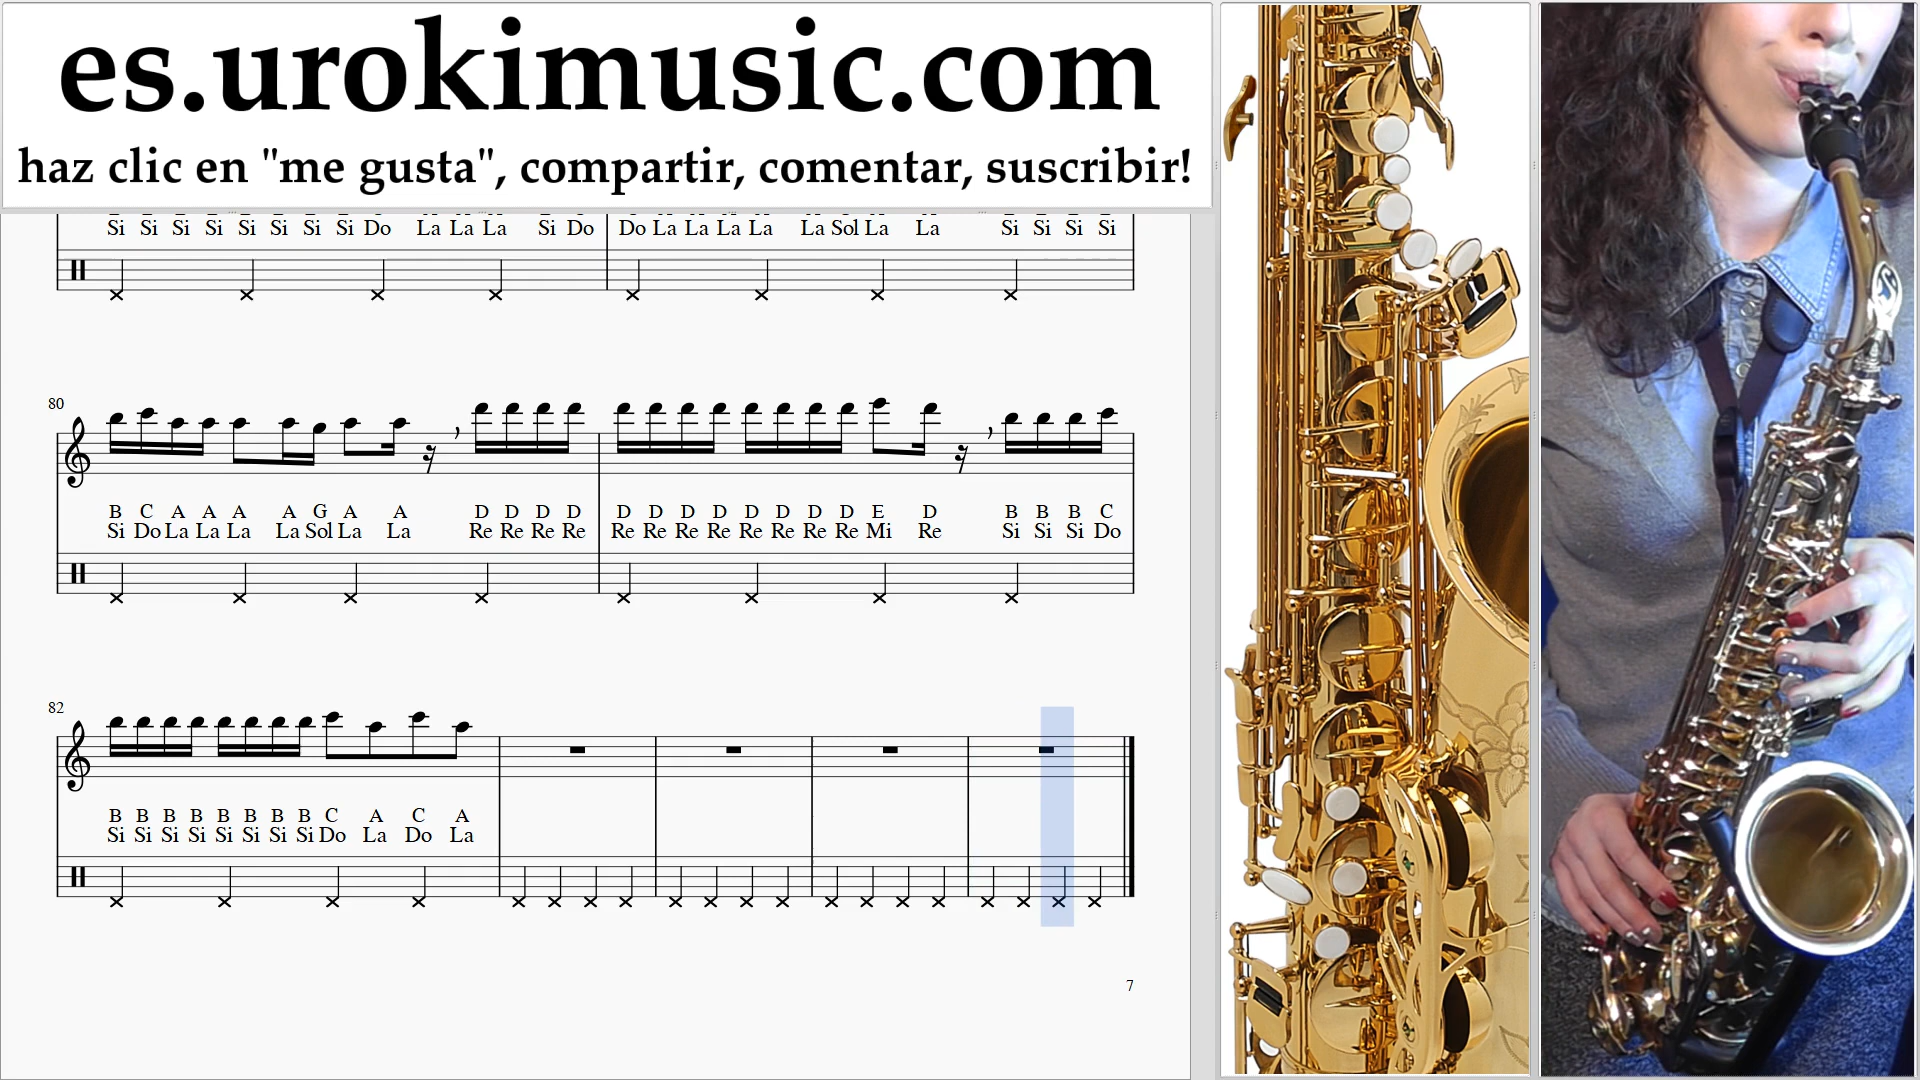 es.urokimusic.com
haz clic en "me gusta", compartir, comentar, suscribir!
Si Si Si Si Si Si Si Si Do La La La Si Do Do La La La La La Sol La La Si Si Si Si
80
B C A A A A G A A D D D D D D D D D D D D E D B B B C
Si Do La La La La Sol La La Re Re Re Re Re Re Re Re Re Re Re Re Mi Re Si Si Si Do
82
B B B B B B B B C A C A
Si Si Si Si Si Si Si Si Do La Do La
7